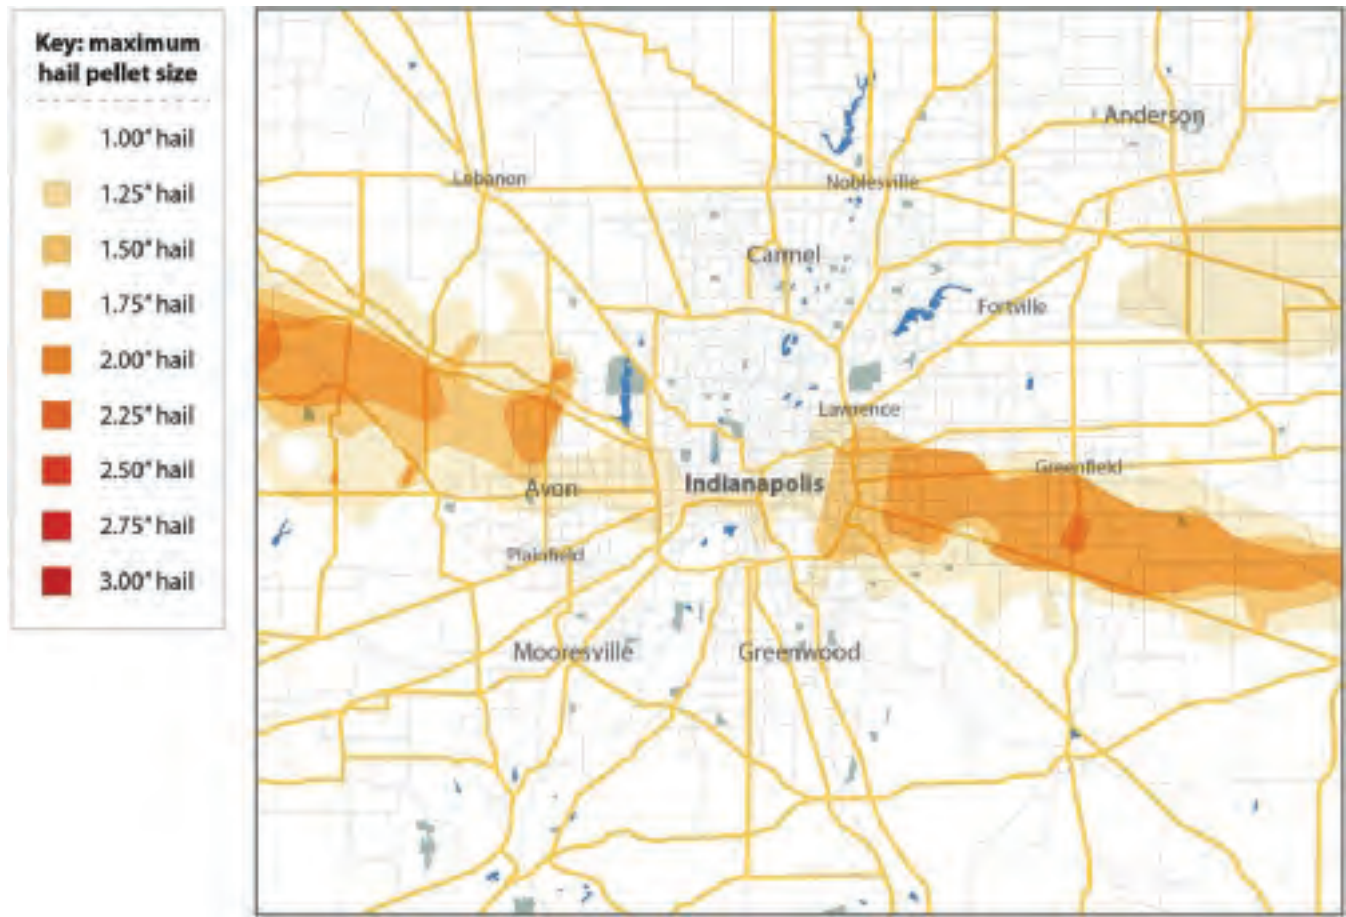 Key: maximum
hail pellet size
1.00" hail
1.25" hail
1.50" hail
1.75" hail
2.00" hail
2.25" hail
2.50" hail
2.75" hail
3.00" hail
Anderson
Lebanon
Noblesville
Carmel
Fortville
Lawrence
Greenfield
Indianapolis
Avon
Plainfield
Mooresville
Greenwood